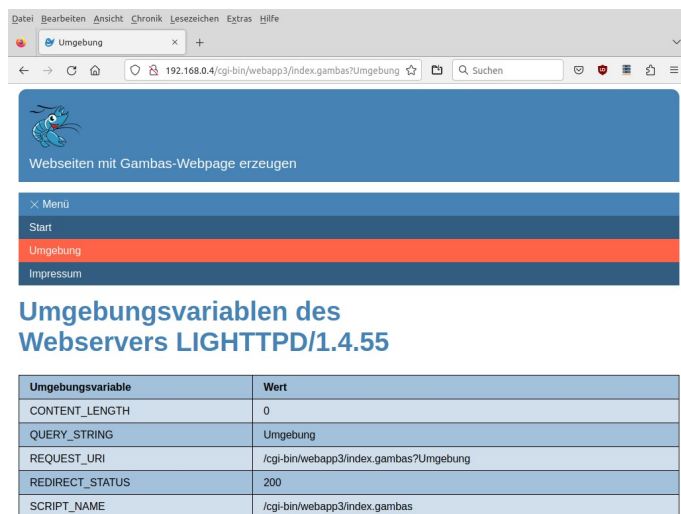 Datei Bearbeiten Ansicht Chronik Lesezeichen Extras Hilfe
Umgebung
192.168.0.4/cgi-bin/webapp3/index.gambas?Umgebung
Suchen
Webseiten mit Gambas-Webpage erzeugen
Menü
Start
Umgebung
Impressum
Umgebungsvariablen des
Webservers LIGHTTPD/1.4.55
Umgebungsvariable Wert
CONTENT_LENGTH 0
QUERY_STRING Umgebung
REQUEST_URI /cgi-bin/webapp3/index.gambas?Umgebung
REDIRECT_STATUS 200
SCRIPT_NAME /cgi-bin/webapp3/index.gambas